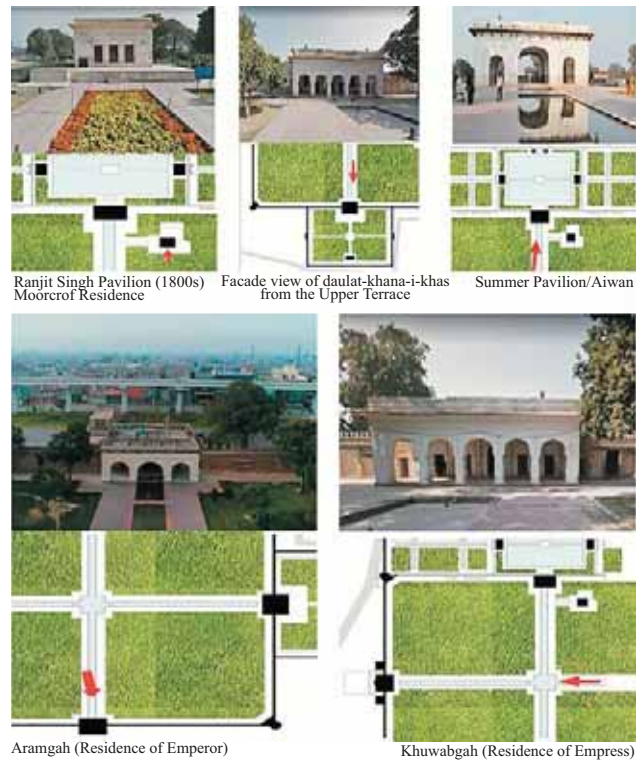 Ranjit Singh Pavilion (1800s)
Moorcrof Residence
Facade view of daulat-khana-i-khas
from the Upper Terrace
Summer Pavilion/Aiwan
Aramgah (Residence of Emperor)
Khuwabgah (Residence of Empress)